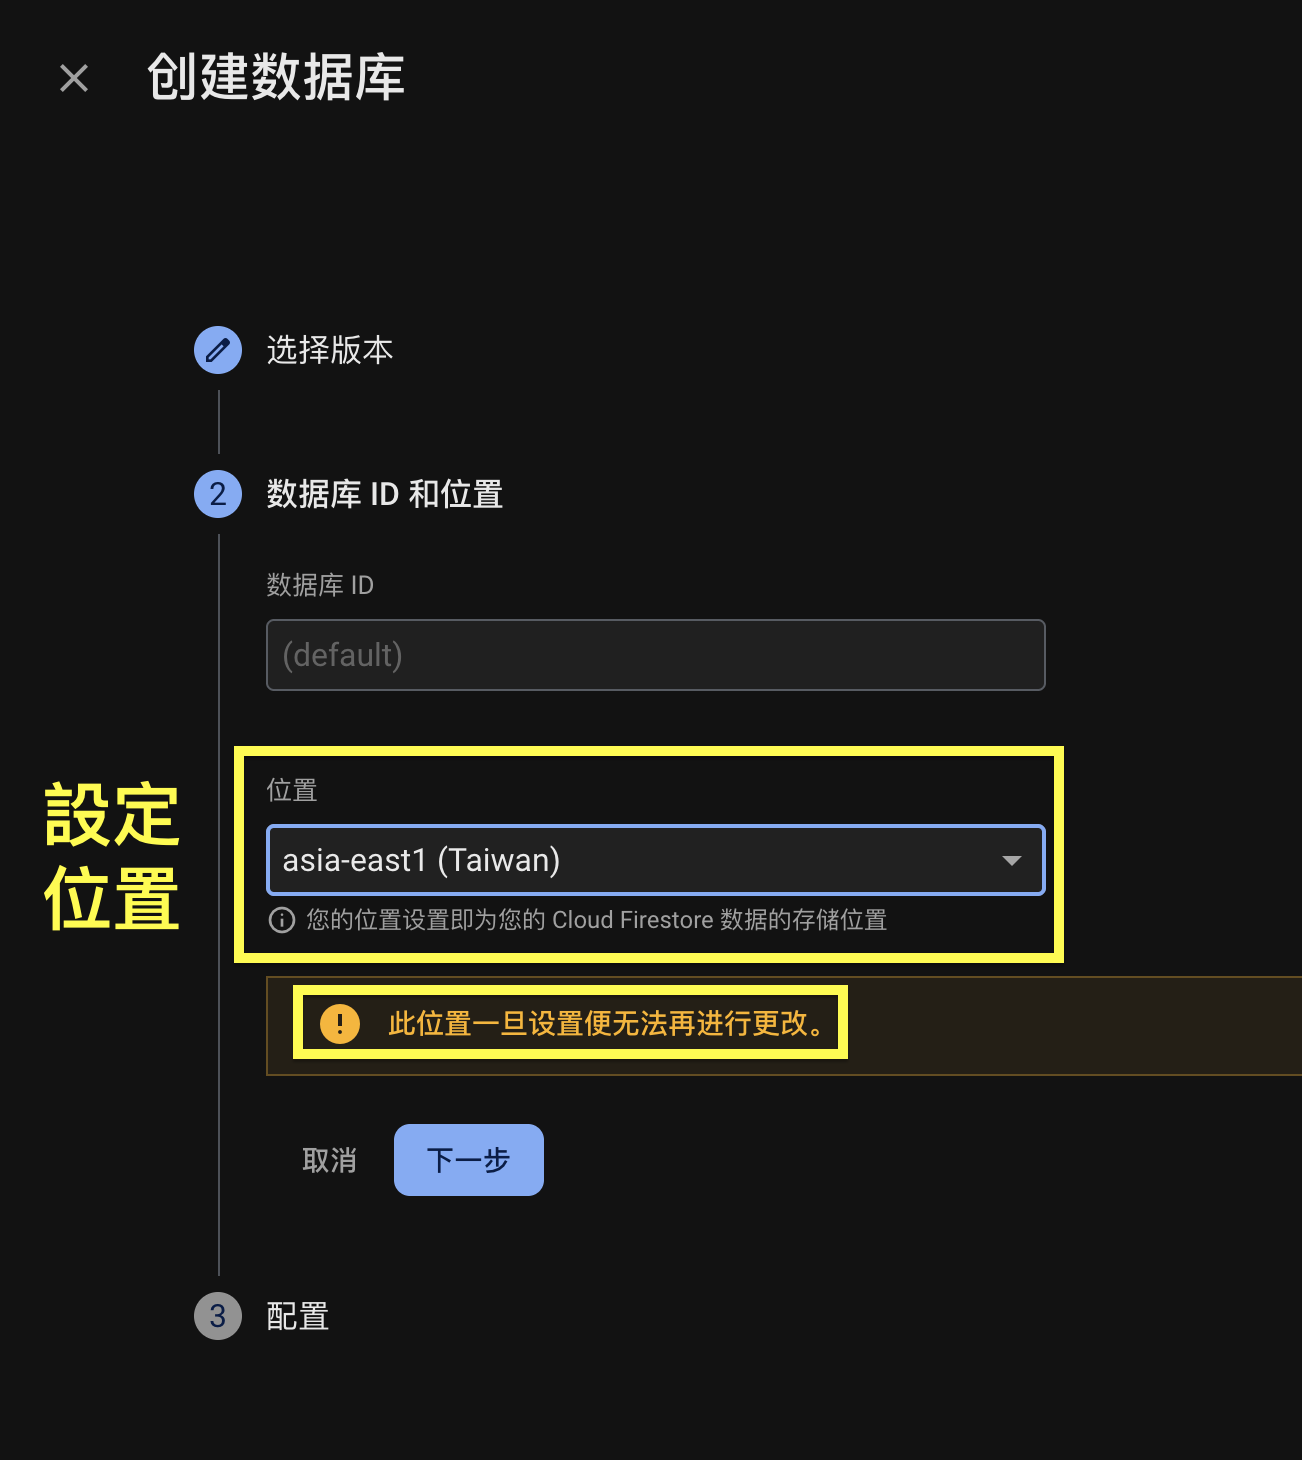 创建数据库
选择版本
2 数据库 ID 和位置
数据库 ID
(default)
設定
位置
位置
asia-east1 (Taiwan)
您的位置设置即为您的 Cloud Firestore 数据的存储位置
此位置一旦设置便无法再进行更改。
取消 下一步
3 配置